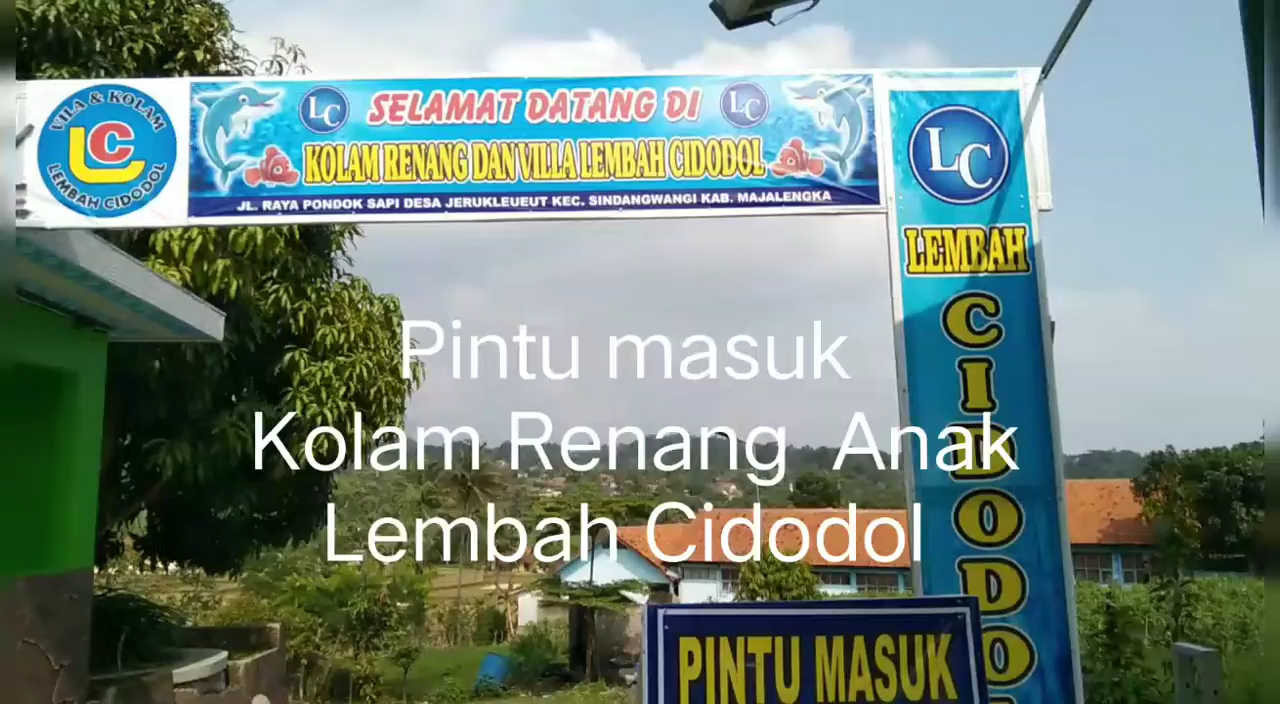 VILA & KOLAM
LC
LEMBAH CIDODOL
LC
SELAMAT DATANG DI
LC
KOLAM RENANG DAN VILLA LEMBAH CIDODOL
JL. RAYA PONDOK SAPI DESA JERUKLEUEUT KEC. SINDANGWANGI KAB. MAJALENGKA
LC
LEMBAH
CIDODO
Pintu masuk
Kolam Renang Anak
Lembah Cidodol
PINTU MASUK